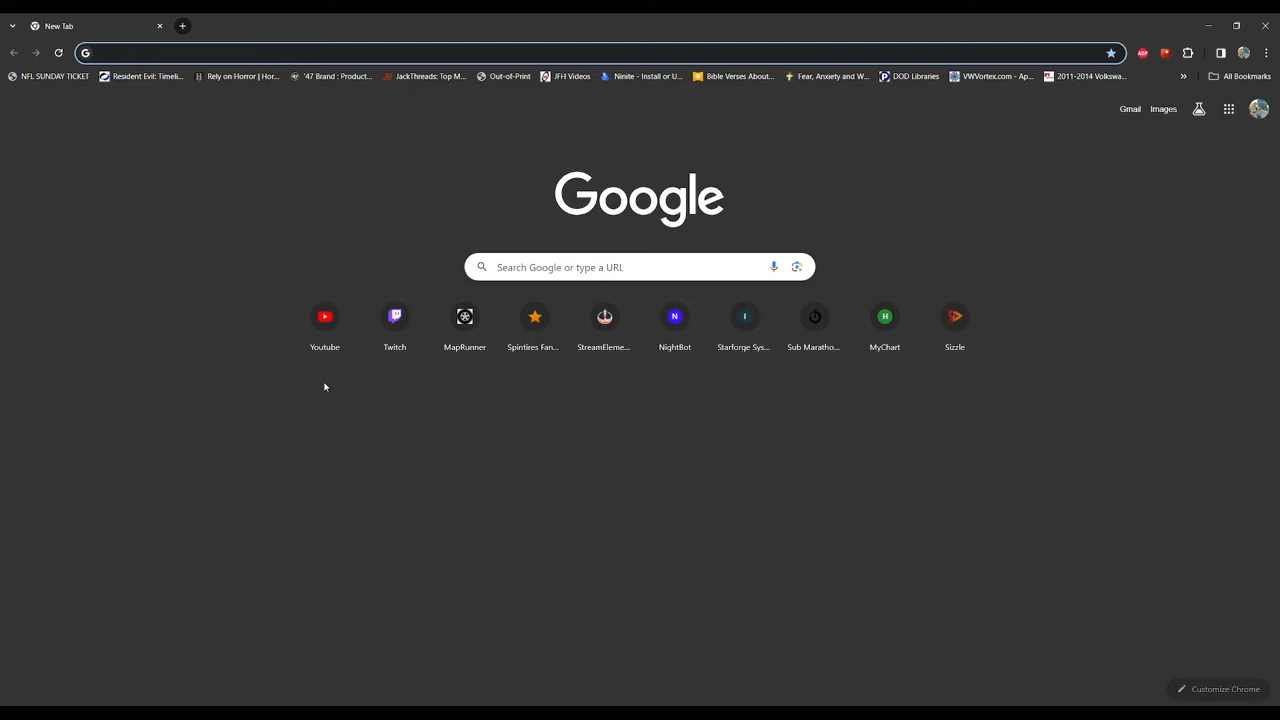 New Tab
NFL SUNDAY TICKET Resident Evil: Timeli... Rely on Horror | Hor... '47 Brand : Product... JackThreads: Top M... Out-of-Print JFH Videos Ninite - Install or U... Bible Verses About... Fear, Anxiety and W... DOD Libraries VWVortex.com - Ap... 2011-2014 Volkswa... All Bookmarks
Gmail Images
Google
Search Google or type a URL
N I H
Youtube Twitch MapRunner Spintires Fan... StreamEleme... NightBot Starforge Sys... Sub Maratho... MyChart Sizzle
Customize Chrome